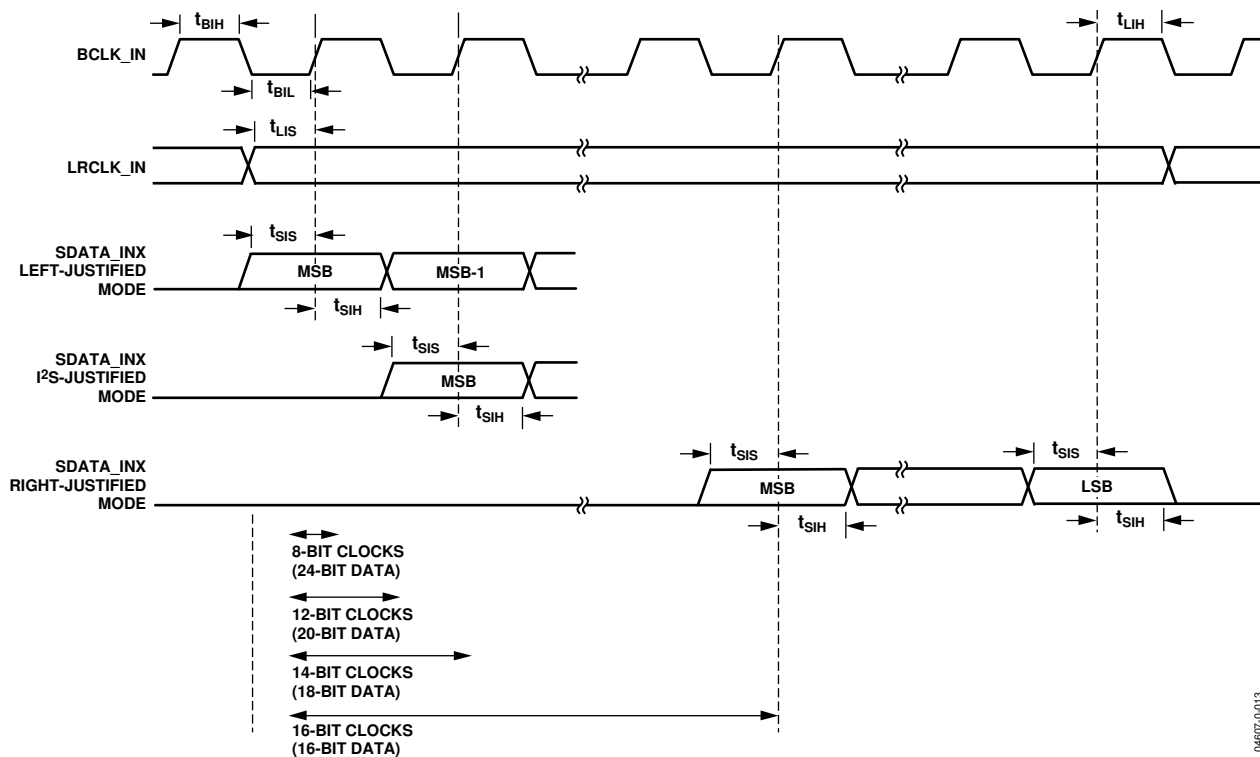 tBIH
tLIH
BCLK_IN
tBIL
tLIS
LRCLK_IN
tSIS
SDATA_INX
LEFT-JUSTIFIED
MODE
MSB
MSB-1
tSIH
tSIS
SDATA_INX
I²S-JUSTIFIED
MODE
MSB
tSIH
tSIS
tSIS
SDATA_INX
RIGHT-JUSTIFIED
MODE
MSB
LSB
tSIH
tSIH
8-BIT CLOCKS
(24-BIT DATA)
12-BIT CLOCKS
(20-BIT DATA)
14-BIT CLOCKS
(18-BIT DATA)
16-BIT CLOCKS
(16-BIT DATA)
04607-0-013